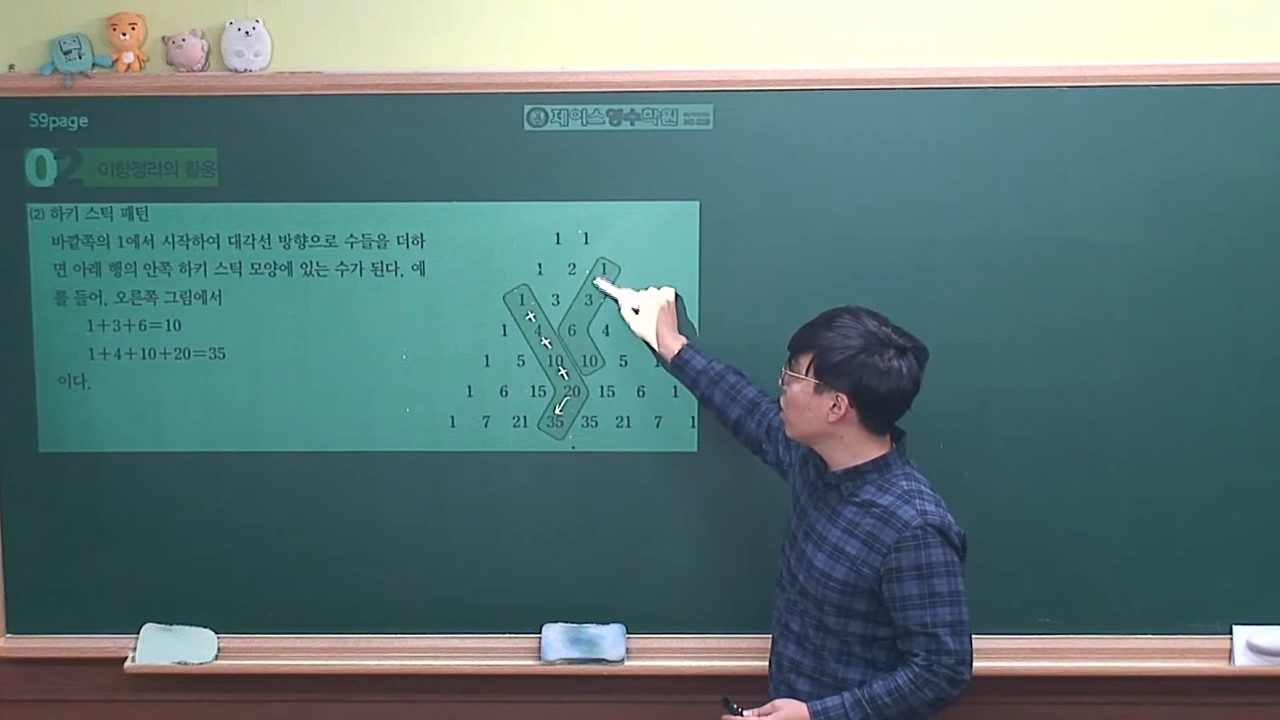 59page
제이스영수학원
02 이항정리의 활용
(2) 하키 스틱 패턴
바깥쪽의 1에서 시작하여 대각선 방향으로 수들을 더하
면 아래 행의 안쪽 하키 스틱 모양에 있는 수가 된다. 예
를 들어, 오른쪽 그림에서
1+3+6=10
1+4+10+20=35
이다.
1 1
1 2 1
1 3 3
1 4 6 4
1 5 10 10 5 1
1 6 15 20 15 6 1
1 7 21 35 35 21 7 1